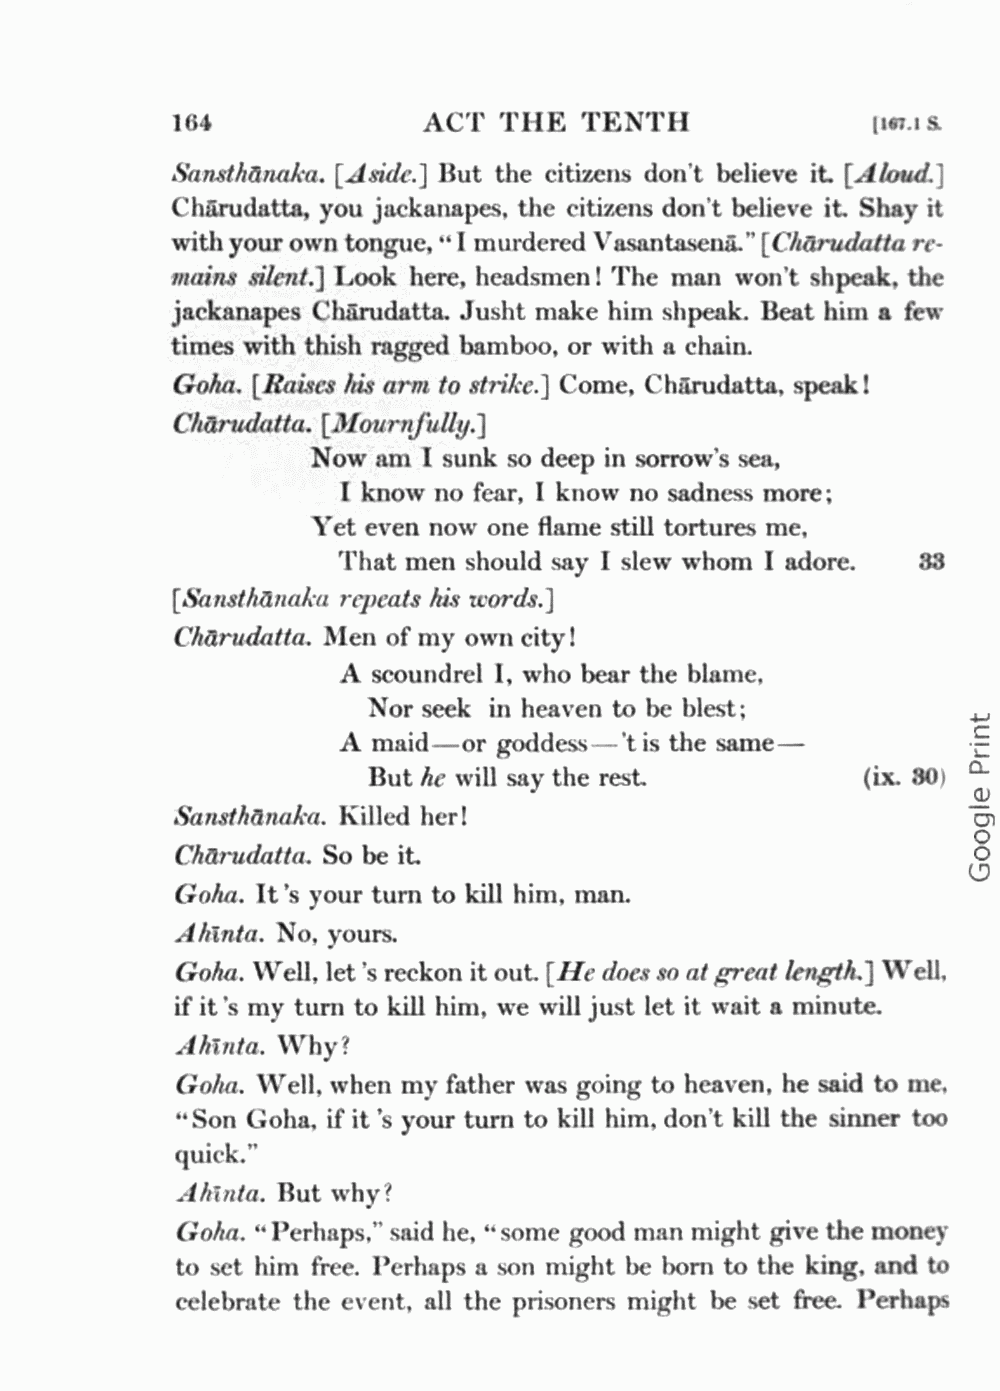 164 ACT THE TENTH [167.1 S.
Sansthānaka. [Aside.] But the citizens don't believe it. [Aloud.]
Chārudatta, you jackanapes, the citizens don't believe it. Shay it
with your own tongue, “I murdered Vasantasenā.” [Chārudatta re-
mains silent.] Look here, headsmen! The man won't shpeak, the
jackanapes Chārudatta. Jusht make him shpeak. Beat him a few
times with thish ragged bamboo, or with a chain.
Goha. [Raises his arm to strike.] Come, Chārudatta, speak!
Chārudatta. [Mournfully.]
Now am I sunk so deep in sorrow's sea,
I know no fear, I know no sadness more;
Yet even now one flame still tortures me,
That men should say I slew whom I adore. 33
[Sansthānaka repeats his words.]
Chārudatta. Men of my own city!
A scoundrel I, who bear the blame,
Nor seek in heaven to be blest;
A maid—or goddess—'t is the same—
But he will say the rest. (ix. 30)
Sansthānaka. Killed her!
Chārudatta. So be it.
Goha. It 's your turn to kill him, man.
Ahīnta. No, yours.
Goha. Well, let 's reckon it out. [He does so at great length.] Well,
if it 's my turn to kill him, we will just let it wait a minute.
Ahīnta. Why?
Goha. Well, when my father was going to heaven, he said to me,
“Son Goha, if it 's your turn to kill him, don't kill the sinner too
quick.”
Ahīnta. But why?
Goha. “Perhaps,” said he, “some good man might give the money
to set him free. Perhaps a son might be born to the king, and to
celebrate the event, all the prisoners might be set free. Perhaps
Google Print